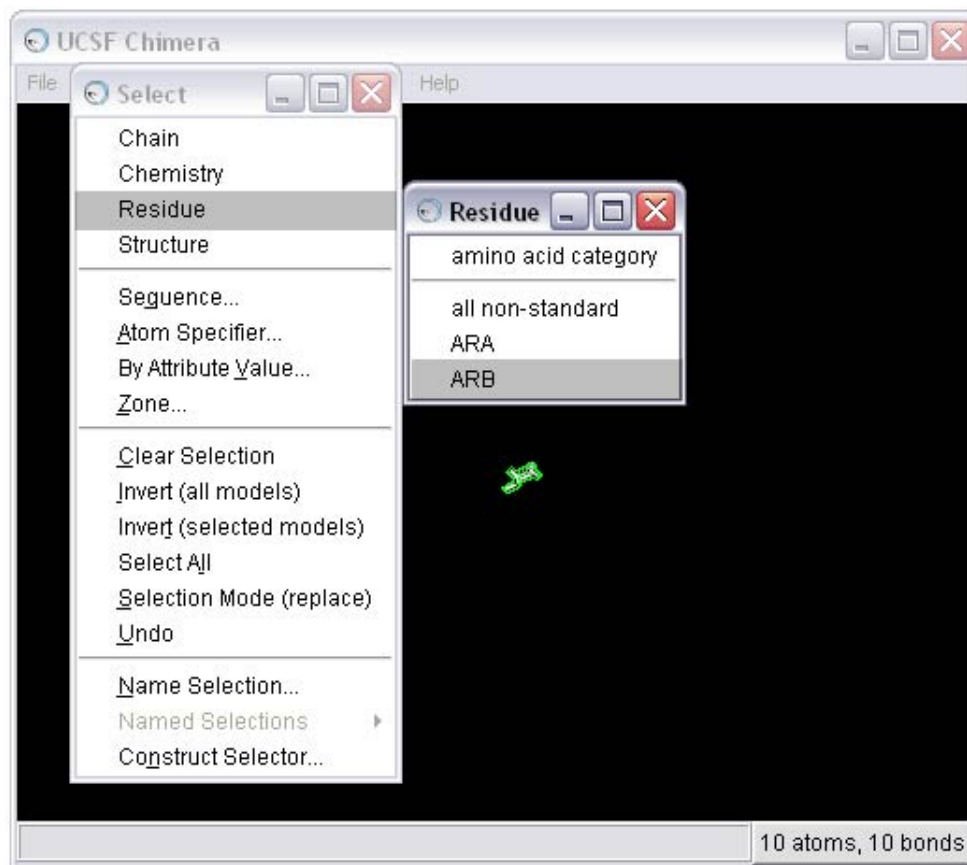 UCSF Chimera
File
Help
Select
Chain
Chemistry
Residue
Structure
Sequence...
Atom Specifier...
By Attribute Value...
Zone...
Clear Selection
Invert (all models)
Invert (selected models)
Select All
Selection Mode (replace)
Undo
Name Selection...
Named Selections
Construct Selector...
Residue
amino acid category
all non-standard
ARA
ARB
10 atoms, 10 bonds